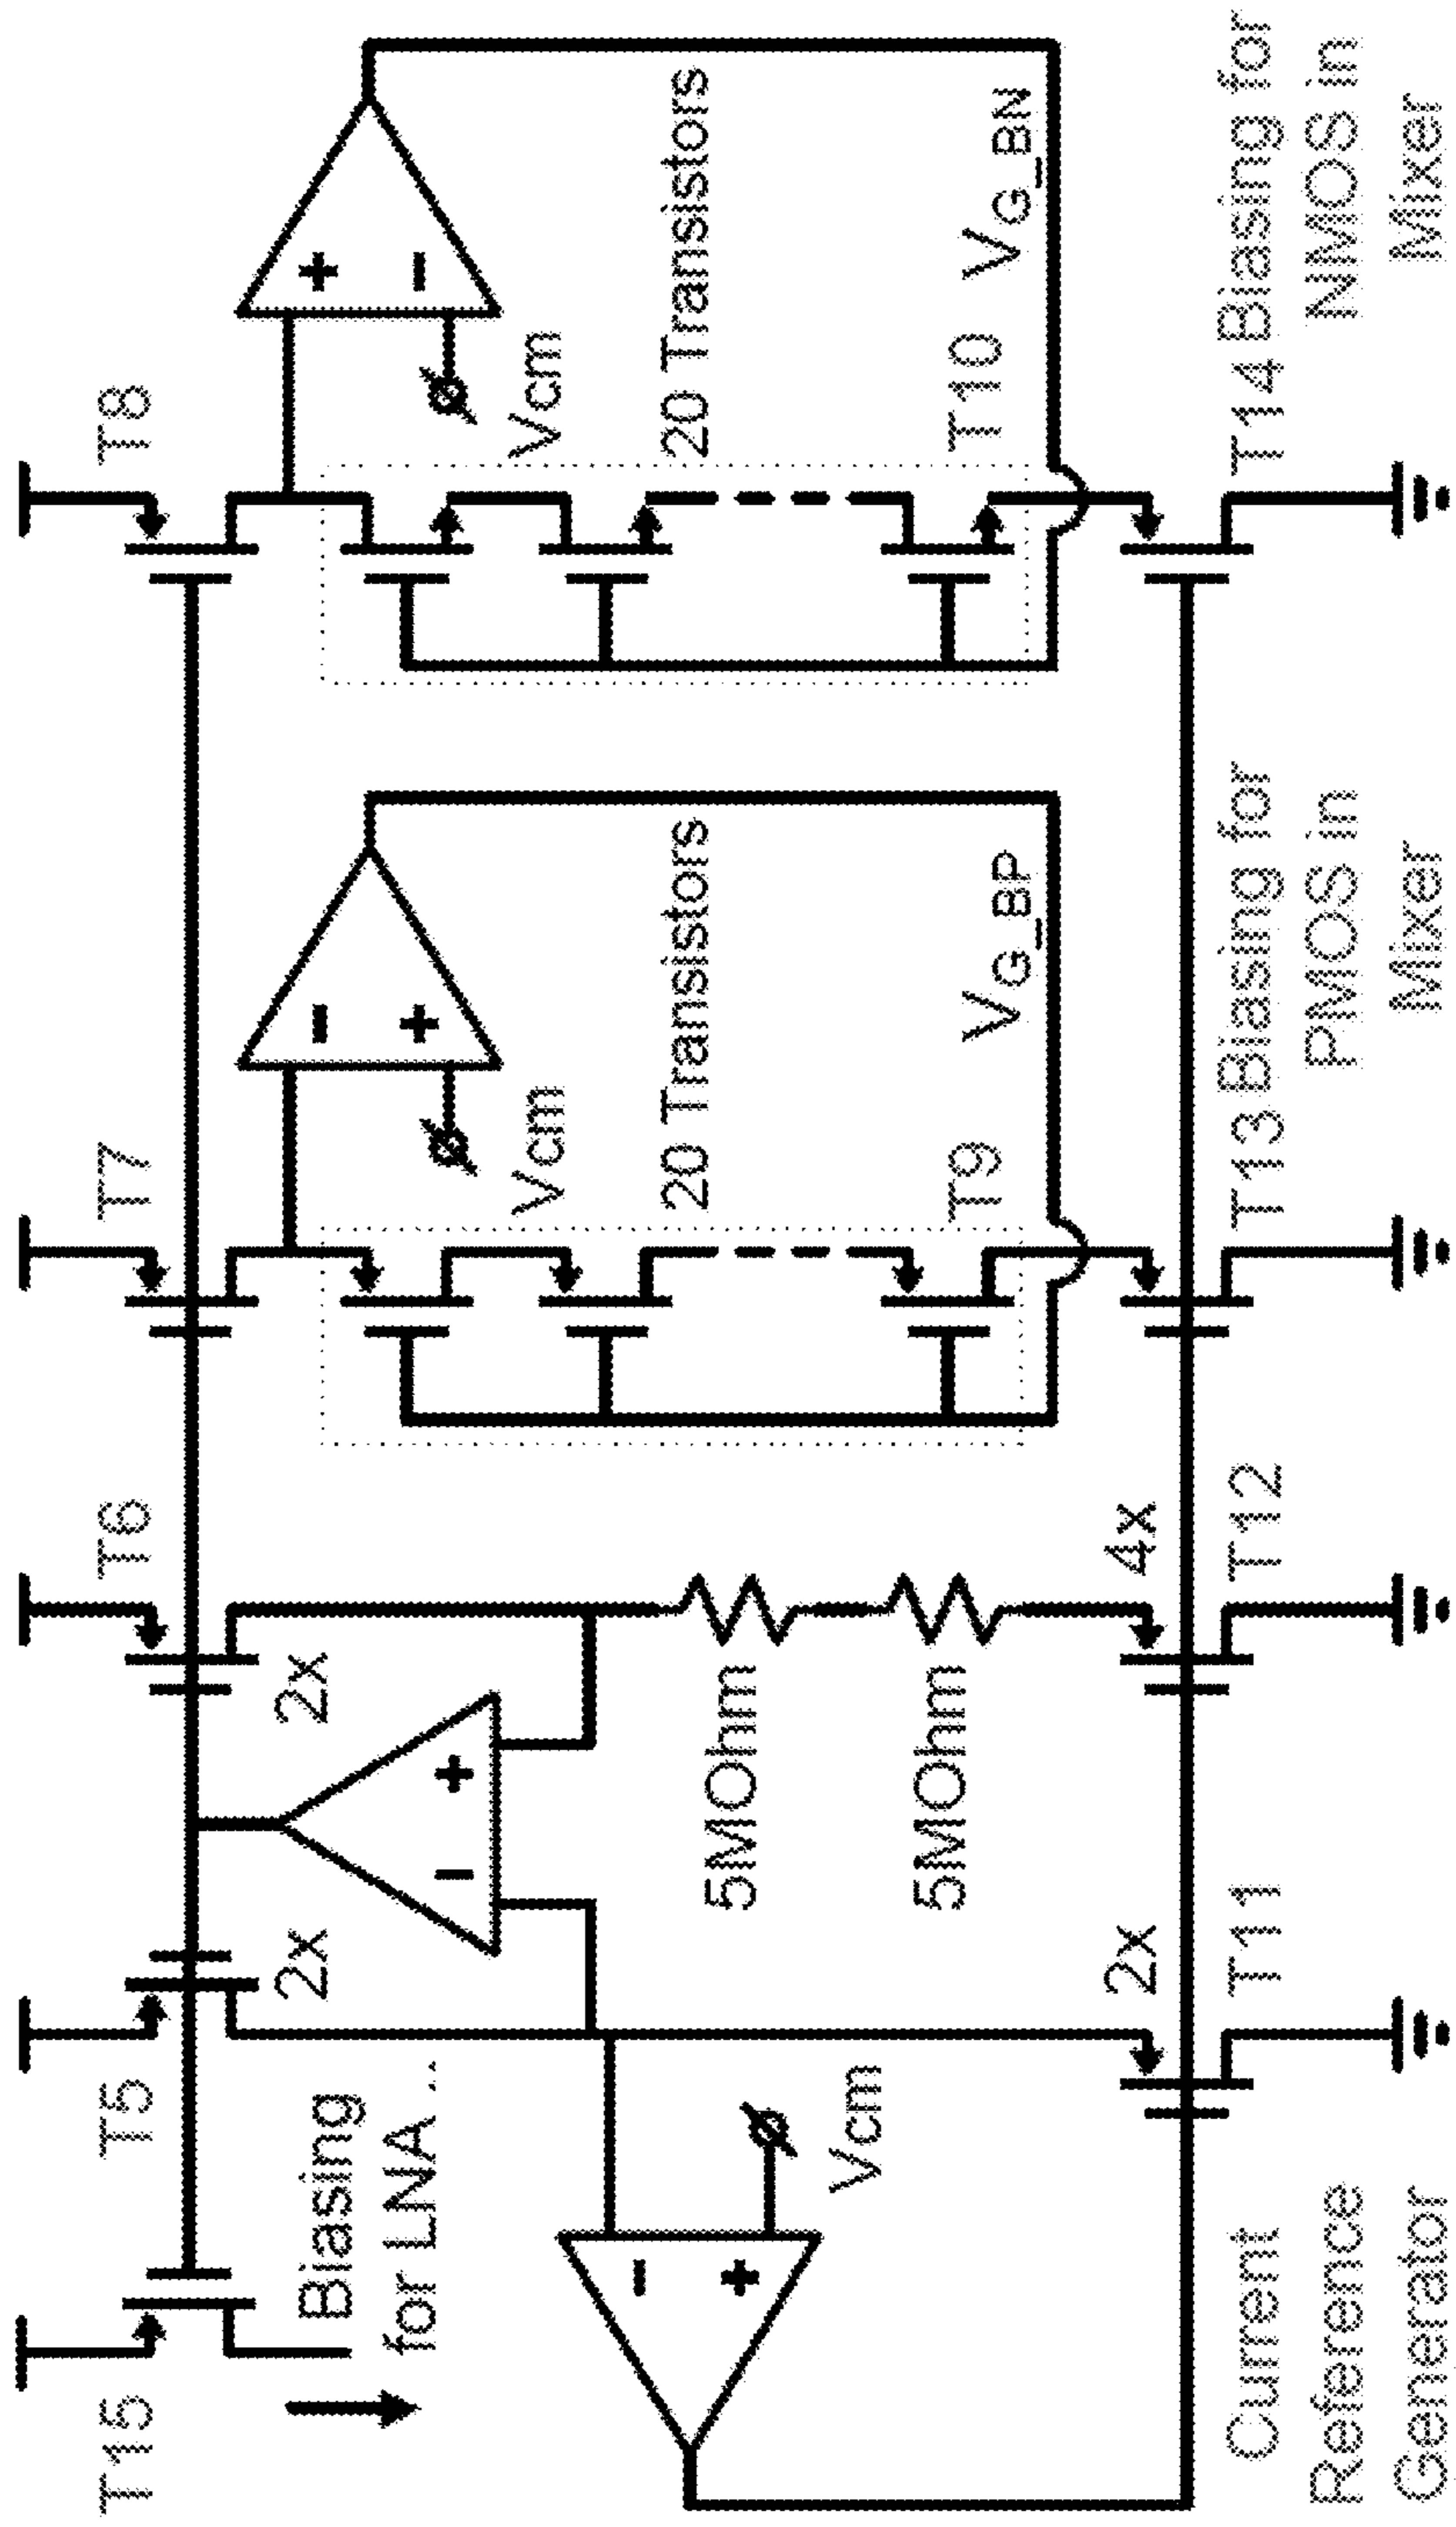 T15
T5
T6
T7
T8
2x
2x
Biasing
for LNA ..
-
+
-
+
+
-
Vcm
Vcm
-
+
Vcm
5MOhm
5MOhm
20 Transistors
20 Transistors
T9
T10
VG_BP
VG_BN
2x
4x
T11
T12
T13
T14
Current
Reference
Generator
Biasing for
PMOS in
Mixer
Biasing for
NMOS in
Mixer